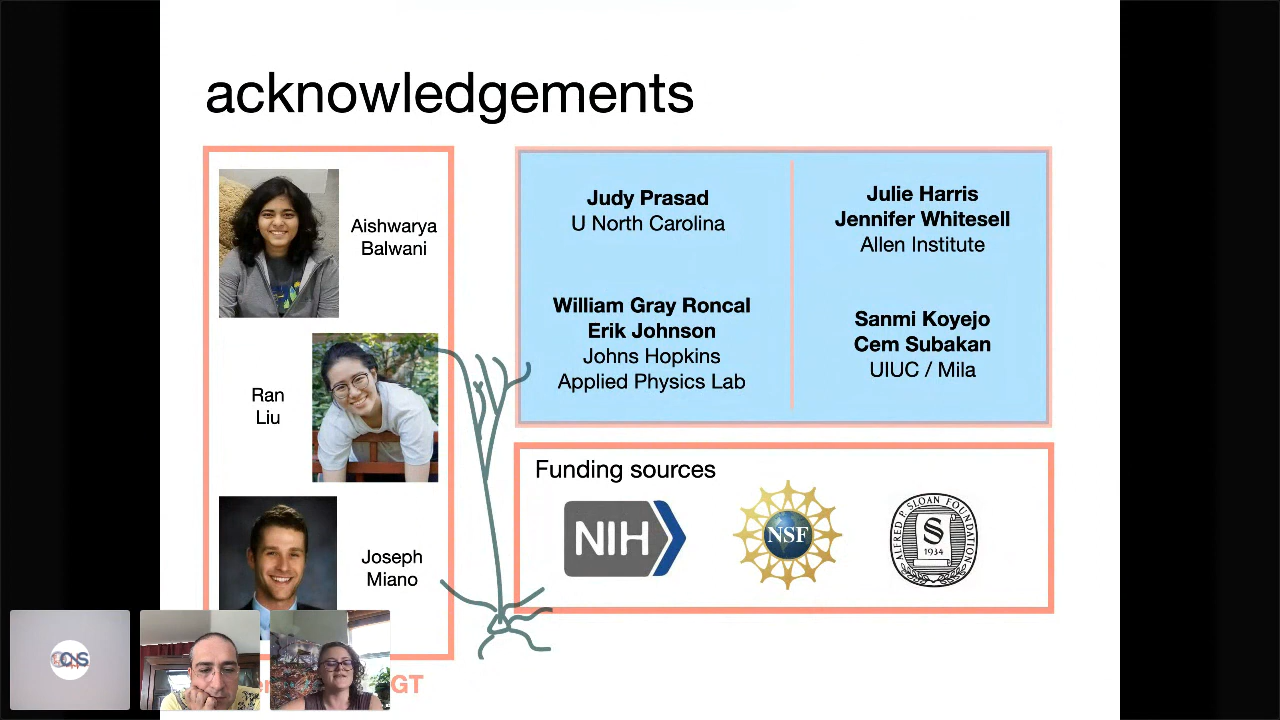 acknowledgements
Aishwarya
Balwani
Ran
Liu
Joseph
Miano
GT
Judy Prasad
U North Carolina
William Gray Roncal
Erik Johnson
Johns Hopkins
Applied Physics Lab
Julie Harris
Jennifer Whitesell
Allen Institute
Sanmi Koyejo
Cem Subakan
UIUC / Mila
Funding sources
NIH
NSF
ALFRED P. SLOAN FOUNDATION
S
1934